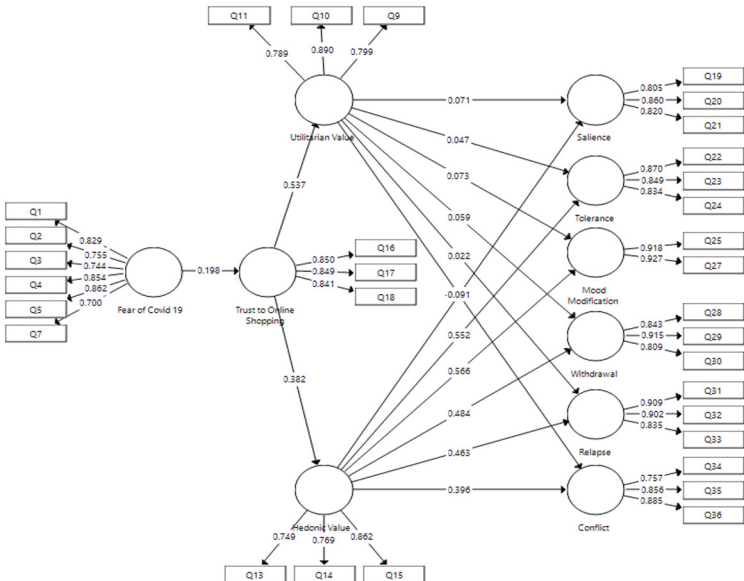 Q11
Q10
Q9
0.789
0.890
0.799
Utilitarian Value
0.071
0.047
0.073
0.059
0.022
-0.091
Q19
Q20
Q21
0.805
0.860
0.820
Salience
Q22
Q23
Q24
0.870
0.849
0.834
Tolerance
Q25
Q27
0.918
0.927
Mood
Modification
Q28
Q29
Q30
0.843
0.915
0.809
Withdrawal
Q31
Q32
Q33
0.909
0.902
0.835
Relapse
Q34
Q35
Q36
0.757
0.856
0.885
Conflict
Q1
Q2
Q3
Q4
Q5
Q7
0.829
0.755
0.744
0.854
0.862
0.700
Fear of Covid 19
0.198
0.537
Trust to Online
Shopping
0.850
0.849
0.841
Q16
Q17
Q18
0.382
0.552
0.566
0.484
0.463
0.396
Hedonic Value
0.749
0.769
0.862
Q13
Q14
Q15